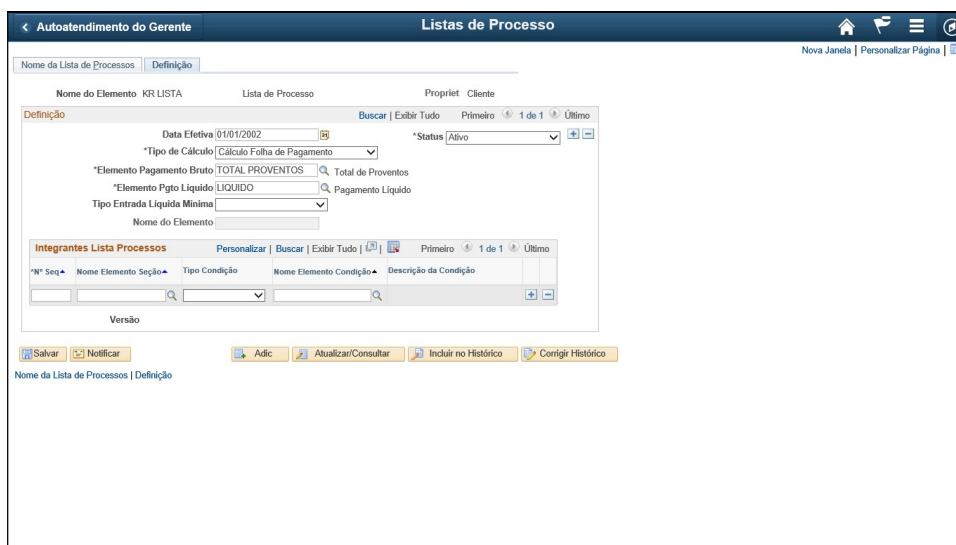 Autoatendimento do Gerente Listas de Processo
Nova Janela | Personalizar Página |
Nome da Lista de Processos Definição
Nome do Elemento KR LISTA Lista de Processo Propriet Cliente
Definição Buscar | Exibir Tudo Primeiro 1 de 1 Último
Data Efetiva 01/01/2002 *Status Ativo
*Tipo de Cálculo Cálculo Folha de Pagamento
*Elemento Pagamento Bruto TOTAL PROVENTOS Total de Proventos
*Elemento Pgto Líquido LIQUIDO Pagamento Líquido
Tipo Entrada Líquida Mínima
Nome do Elemento
Integrantes Lista Processos Personalizar | Buscar | Exibir Tudo | | Primeiro 1 de 1 Último
*Nº Seq Nome Elemento Seção Tipo Condição Nome Elemento Condição Descrição da Condição
Versão
Salvar Notificar Adic Atualizar/Consultar Incluir no Histórico Corrigir Histórico
Nome da Lista de Processos | Definição